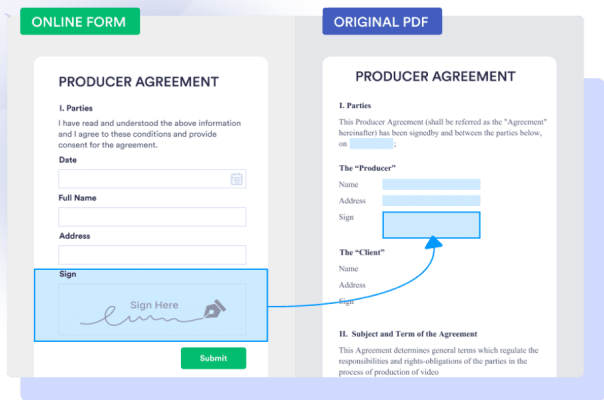 ONLINE FORM
PRODUCER AGREEMENT
I. Parties
I have read and understood the above information
and I agree to these conditions and provide
consent for the agreement.
Date
Full Name
Address
Sign
Sign Here
Submit
ORIGINAL PDF
PRODUCER AGREEMENT
I. Parties
This Producer Agreement (shall be referred as the "Agreement"
hereinafter) has been signedby and between the parties below,
on ;
The “Producer”
Name
Address
Sign
The “Client”
Name
Address
Sign
II. Subject and Term of the Agreement
This Agreement determines general terms which regulate the
responsibilities and rights-obligations of the parties in the
process of production of video